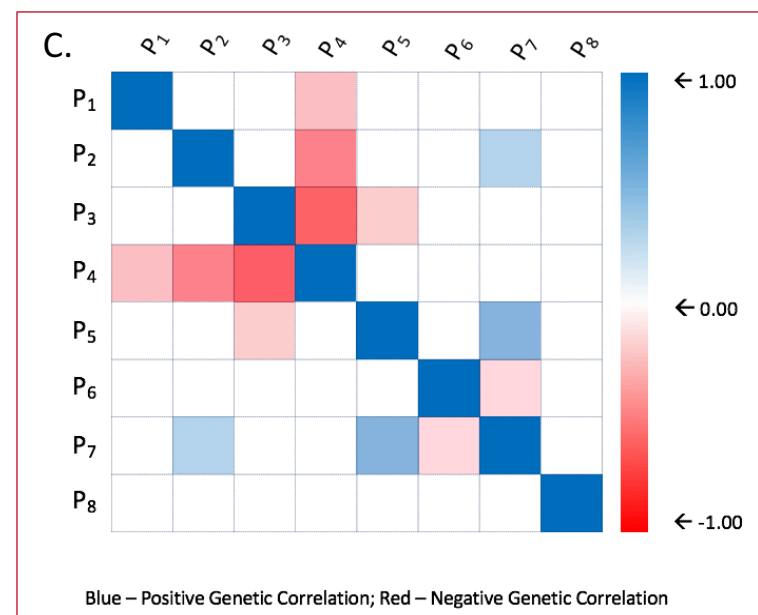 C.
P₁ P₂ P₃ P₄ P₅ P₆ P₇ P₈
P₁
← 1.00
P₂
P₃
P₄
← 0.00
P₅
P₆
P₇
P₈
← -1.00
Blue – Positive Genetic Correlation; Red – Negative Genetic Correlation